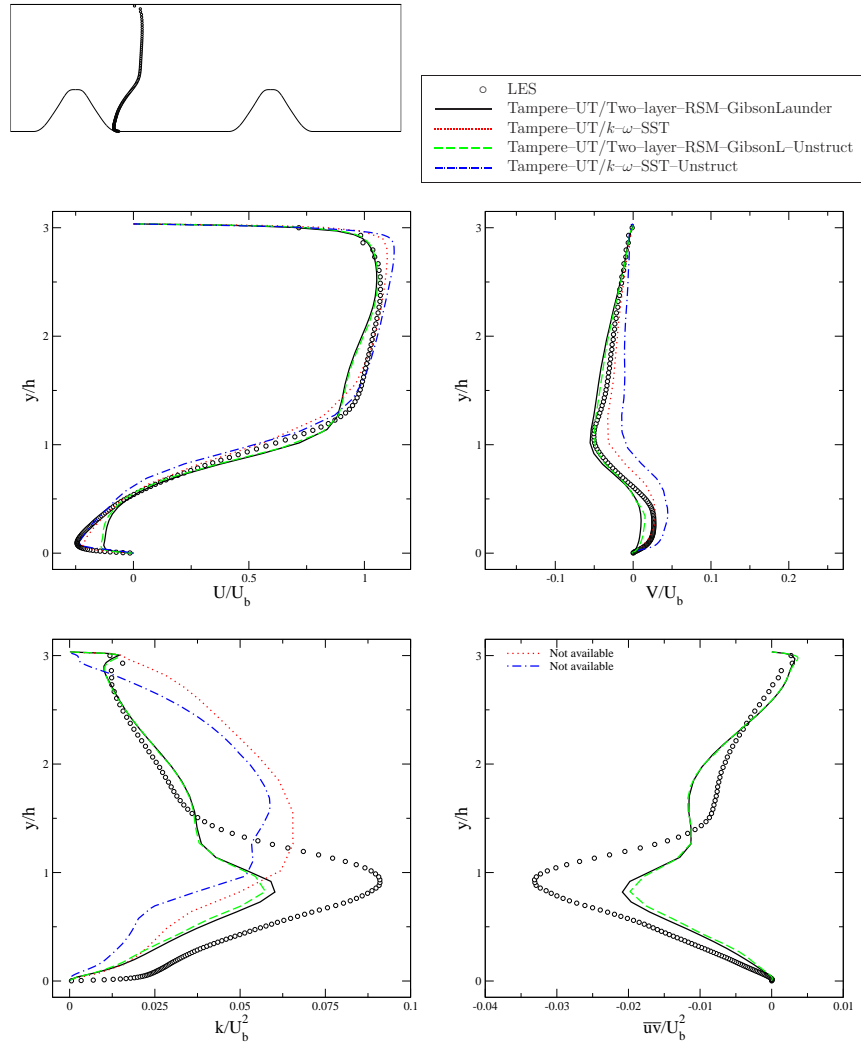 LES
Tampere–UT/Two–layer–RSM–GibsonLaunder
Tampere–UT/k–ω–SST
Tampere–UT/Two–layer–RSM–GibsonL–Unstruct
Tampere–UT/k–ω–SST–Unstruct
3
2
1
0
y/h
0
0.5
1
U/U_b
3
2
1
0
y/h
-0.1
0
0.1
0.2
V/U_b
3
2
1
0
y/h
0
0.025
0.05
0.075
0.1
k/U_b^2
Not available
Not available
3
2
1
0
y/h
-0.04
-0.03
-0.02
-0.01
0
0.01
u̅v̅/U_b^2